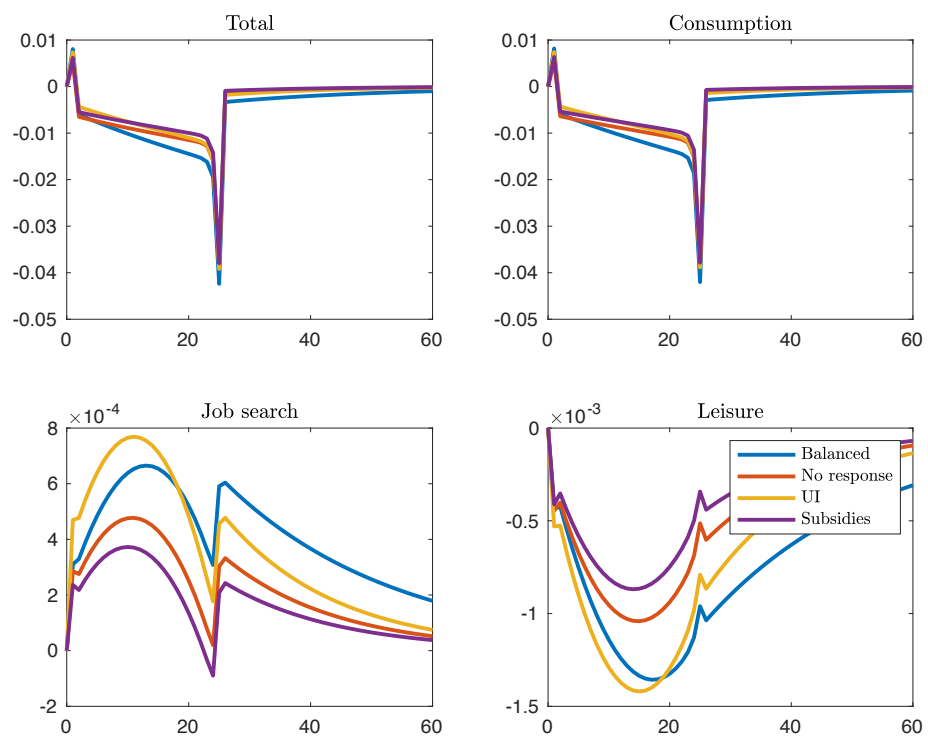 Total
0.01
0
-0.01
-0.02
-0.03
-0.04
-0.05
0 20 40 60
Consumption
0.01
0
-0.01
-0.02
-0.03
-0.04
-0.05
0 20 40 60
Job search
×10-4
8
6
4
2
0
-2
0 20 40 60
Leisure
×10-3
0
-0.5
-1
-1.5
0 20 40 60
Balanced
No response
UI
Subsidies